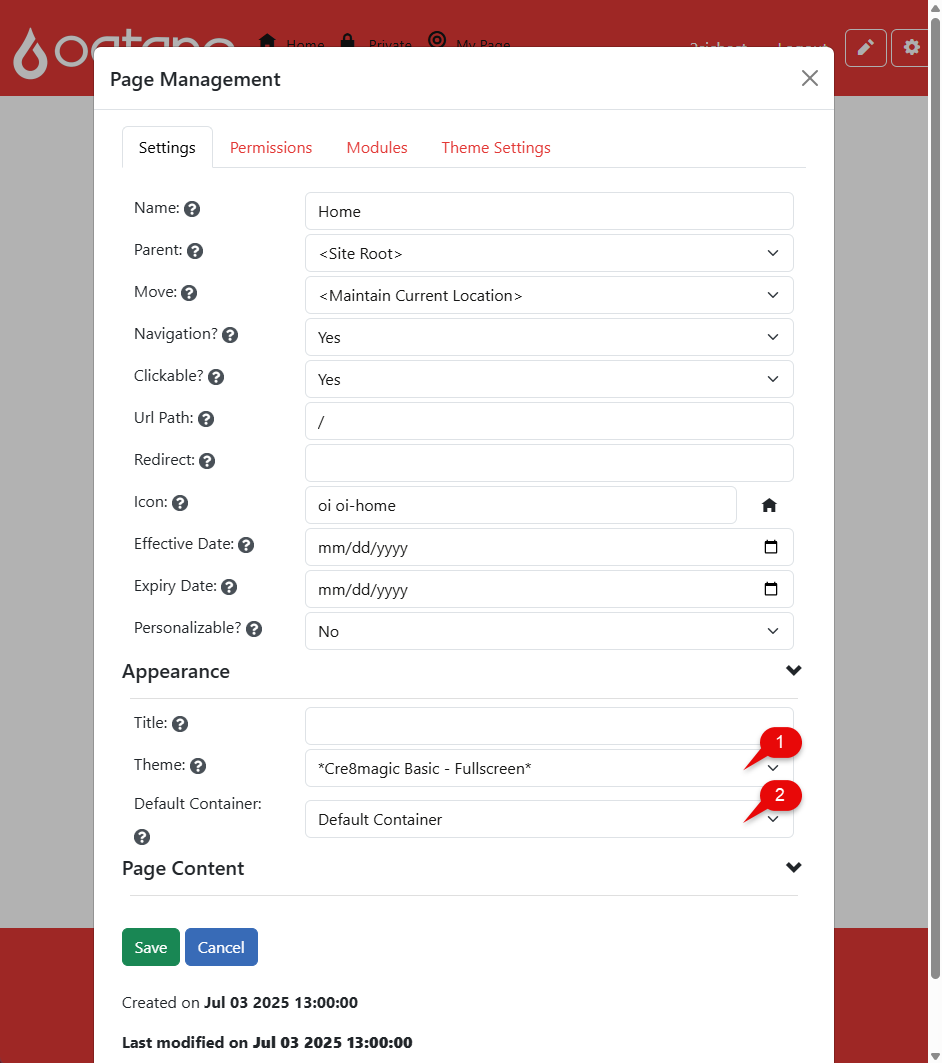 Home Private My Page Logout
Page Management
Settings Permissions Modules Theme Settings
Name: ?
Home
Parent: ?
<Site Root>
Move: ?
<Maintain Current Location>
Navigation? ?
Yes
Clickable? ?
Yes
Url Path: ?
/
Redirect: ?
Icon: ?
oi oi-home
Effective Date: ?
mm/dd/yyyy
Expiry Date: ?
mm/dd/yyyy
Personalizable? ?
No
Appearance
Title: ?
1
Theme: ?
*Cre8magic Basic - Fullscreen*
2
Default Container:
?
Default Container
Page Content
Save Cancel
Created on Jul 03 2025 13:00:00
Last modified on Jul 03 2025 13:00:00